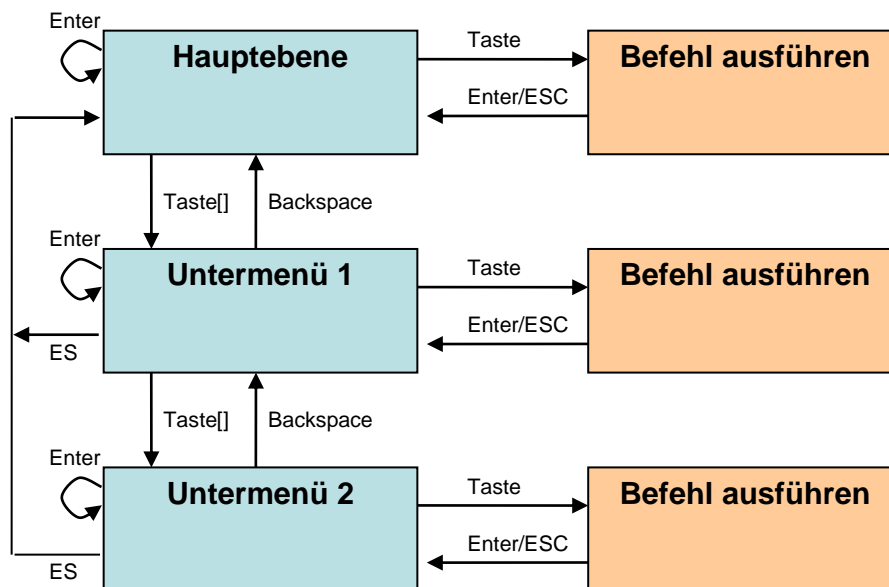 Enter
Hauptebene
Taste
Befehl ausführen
Enter/ESC
Taste[]
Backspace
Enter
Untermenü 1
Taste
Befehl ausführen
Enter/ESC
ES
Taste[]
Backspace
Enter
Untermenü 2
Taste
Befehl ausführen
Enter/ESC
ES